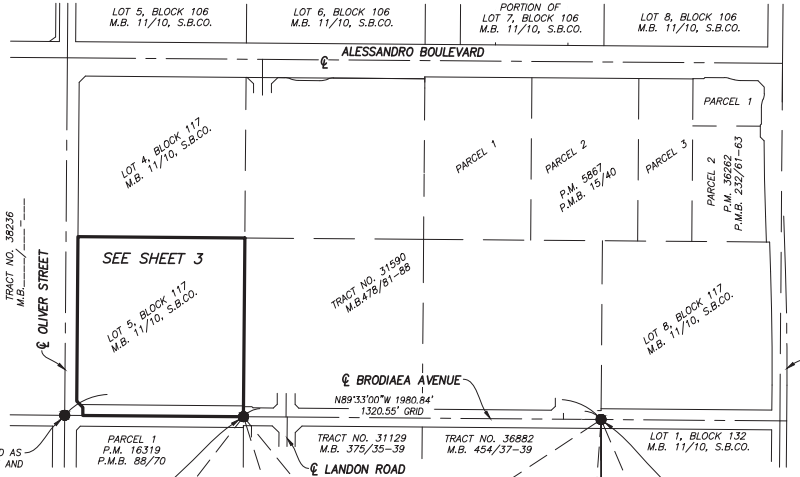 LOT 5, BLOCK 106
M.B. 11/10, S.B.CO.
LOT 6, BLOCK 106
M.B. 11/10, S.B.CO.
PORTION OF
LOT 7, BLOCK 106
M.B. 11/10, S.B.CO.
LOT 8, BLOCK 106
M.B. 11/10, S.B.CO.
ALESSANDRO BOULEVARD
℄
LOT 4, BLOCK 117
M.B. 11/10, S.B.CO.
PARCEL 1
PARCEL 2
P.M. 5867
P.M.B. 15/40
PARCEL 3
PARCEL 1
PARCEL 2
P.M. 36262
P.M.B. 232/61-63
TRACT NO. 38236
M.B.____/__-__
℄ OLIVER STREET
SEE SHEET 3
LOT 5, BLOCK 117
M.B. 11/10, S.B.CO.
TRACT NO. 31590
M.B.478/81-88
LOT 8, BLOCK 117
M.B. 11/10, S.B.CO.
℄ BRODIAEA AVENUE
N89°33'00"W 1980.84'
1320.55' GRID
D AS
AND
PARCEL 1
P.M. 16319
P.M.B. 88/70
TRACT NO. 31129
M.B. 375/35-39
TRACT NO. 36882
M.B. 454/37-39
LOT 1, BLOCK 132
M.B. 11/10, S.B.CO.
℄ LANDON ROAD